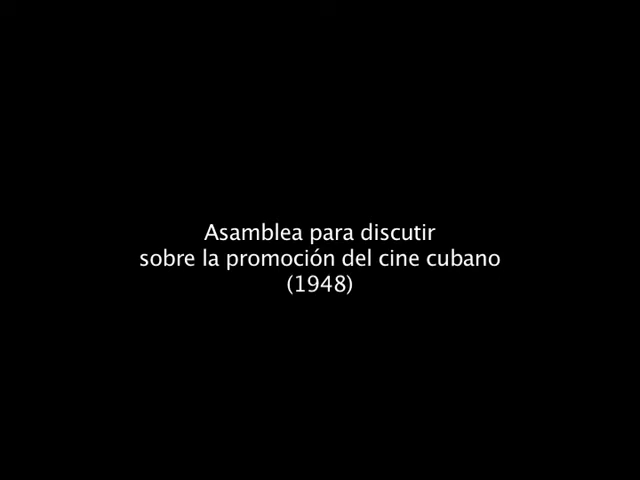 Asamblea para discutir
sobre la promoción del cine cubano
(1948)